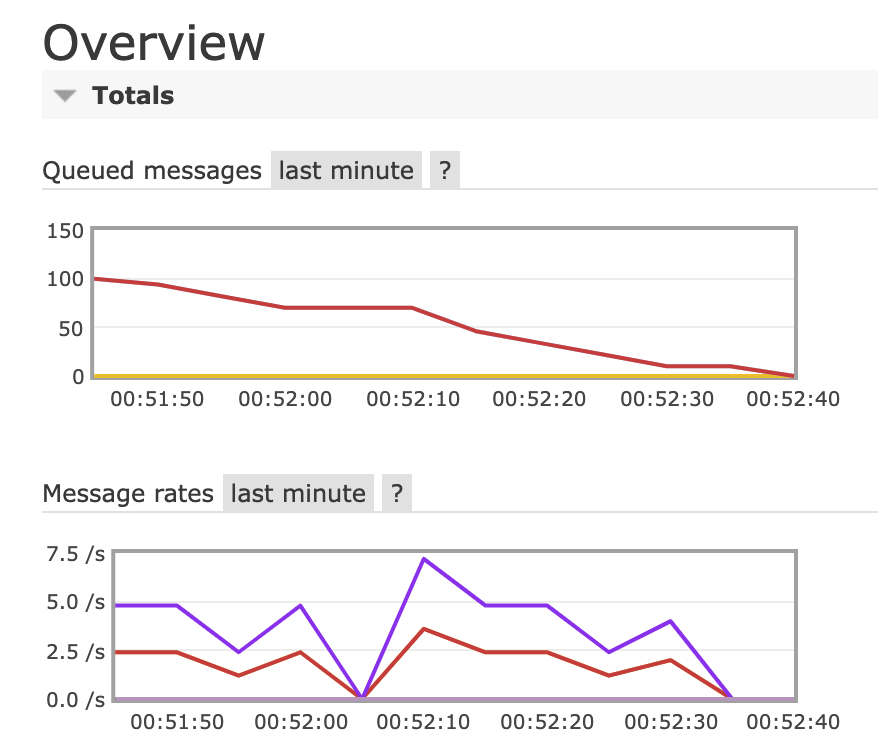 Overview
Totals
Queued messages last minute ?
150
100
50
0
00:51:50 00:52:00 00:52:10 00:52:20 00:52:30 00:52:40
Message rates last minute ?
7.5 /s
5.0 /s
2.5 /s
0.0 /s
00:51:50 00:52:00 00:52:10 00:52:20 00:52:30 00:52:40